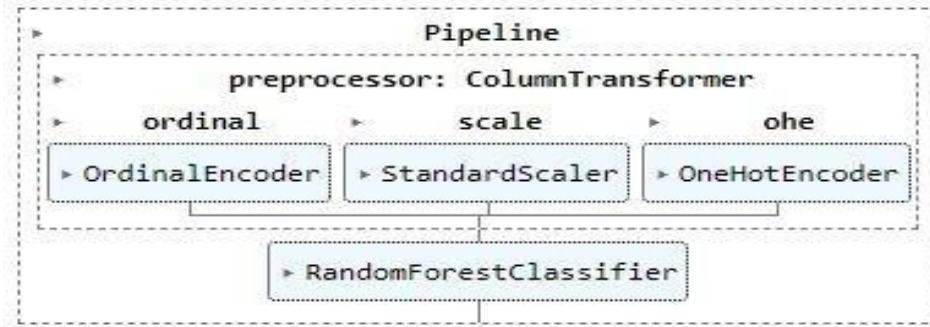 Pipeline
preprocessor: ColumnTransformer
ordinal scale ohe
OrdinalEncoder StandardScaler OneHotEncoder
RandomForestClassifier